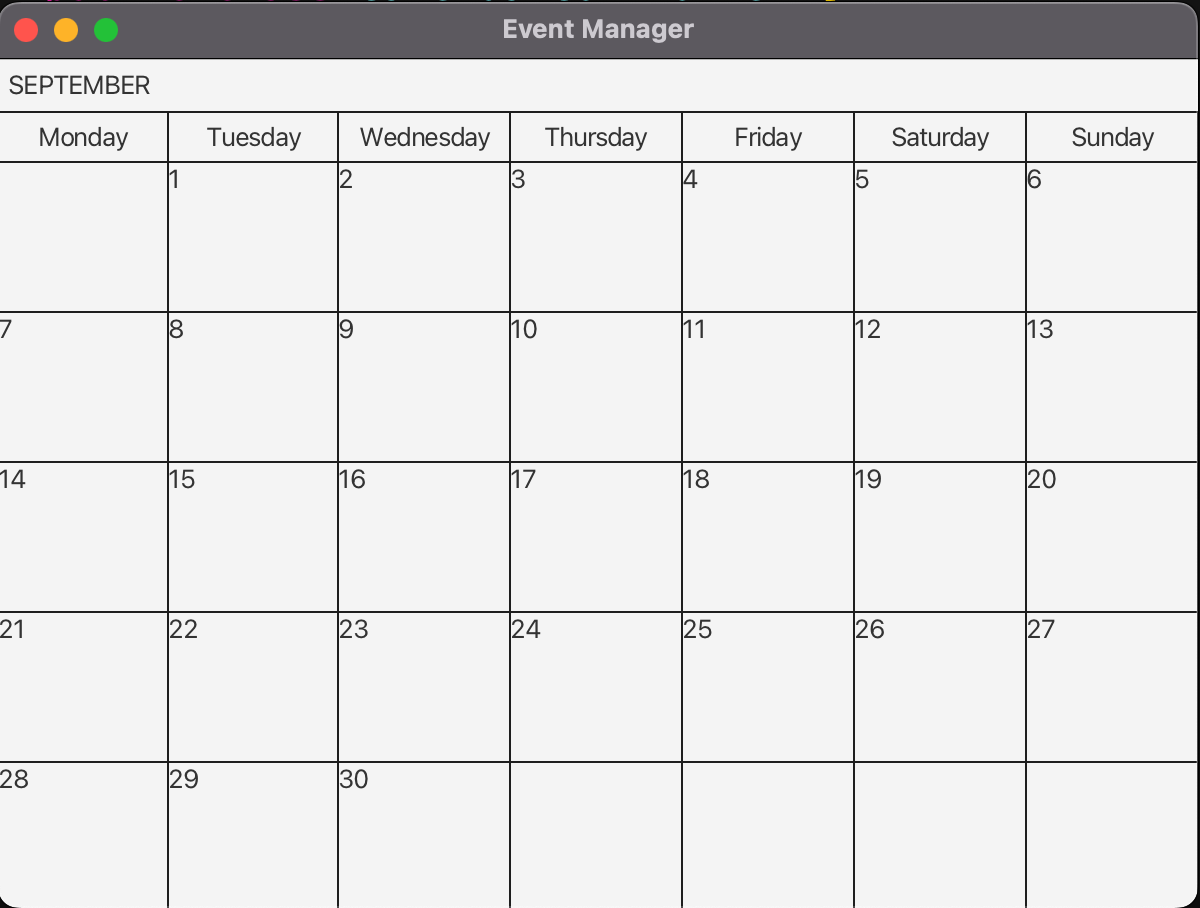 Event Manager
SEPTEMBER
Monday Tuesday Wednesday Thursday Friday Saturday Sunday
1 2 3 4 5 6
7 8 9 10 11 12 13
14 15 16 17 18 19 20
21 22 23 24 25 26 27
28 29 30